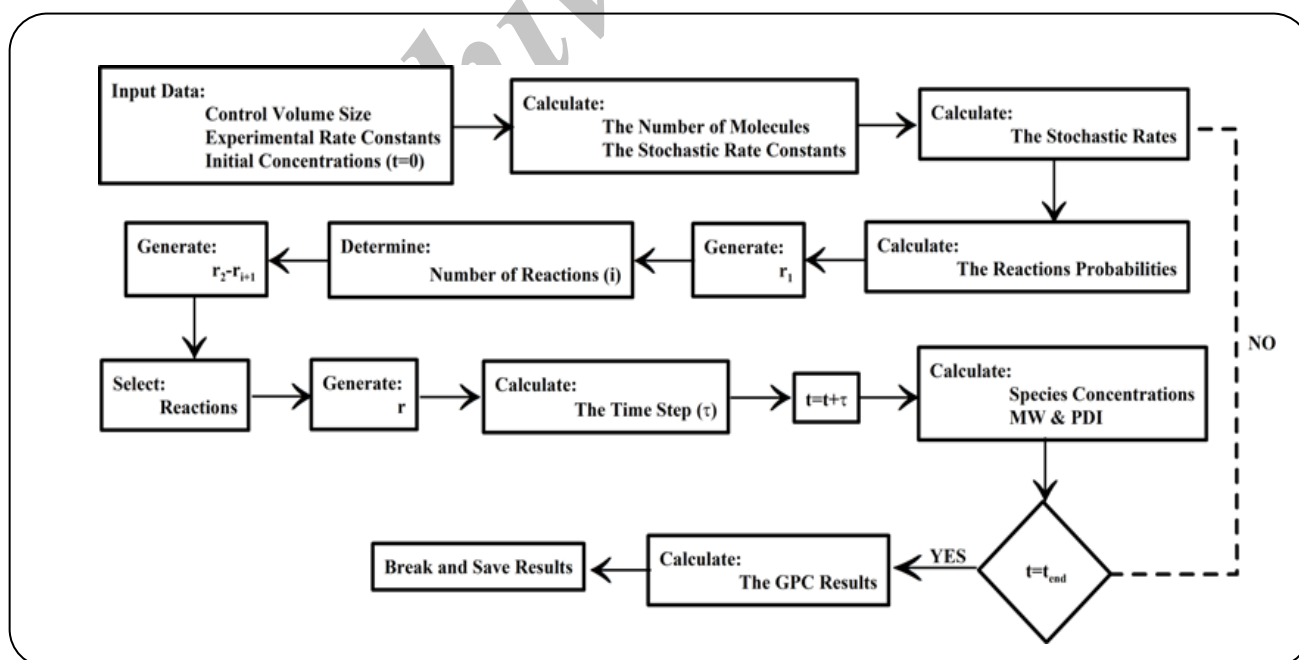 Input Data:
Control Volume Size
Experimental Rate Constants
Initial Concentrations (t=0)
Calculate:
The Number of Molecules
The Stochastic Rate Constants
Calculate:
The Stochastic Rates
Calculate:
The Reactions Probabilities
Generate:
r₁
Determine:
Number of Reactions (i)
Generate:
r₂-rᵢ₊₁
Select:
Reactions
Generate:
r
Calculate:
The Time Step (τ)
t=t+τ
Calculate:
Species Concentrations
MW & PDI
NO
t=t_end
YES
Calculate:
The GPC Results
Break and Save Results